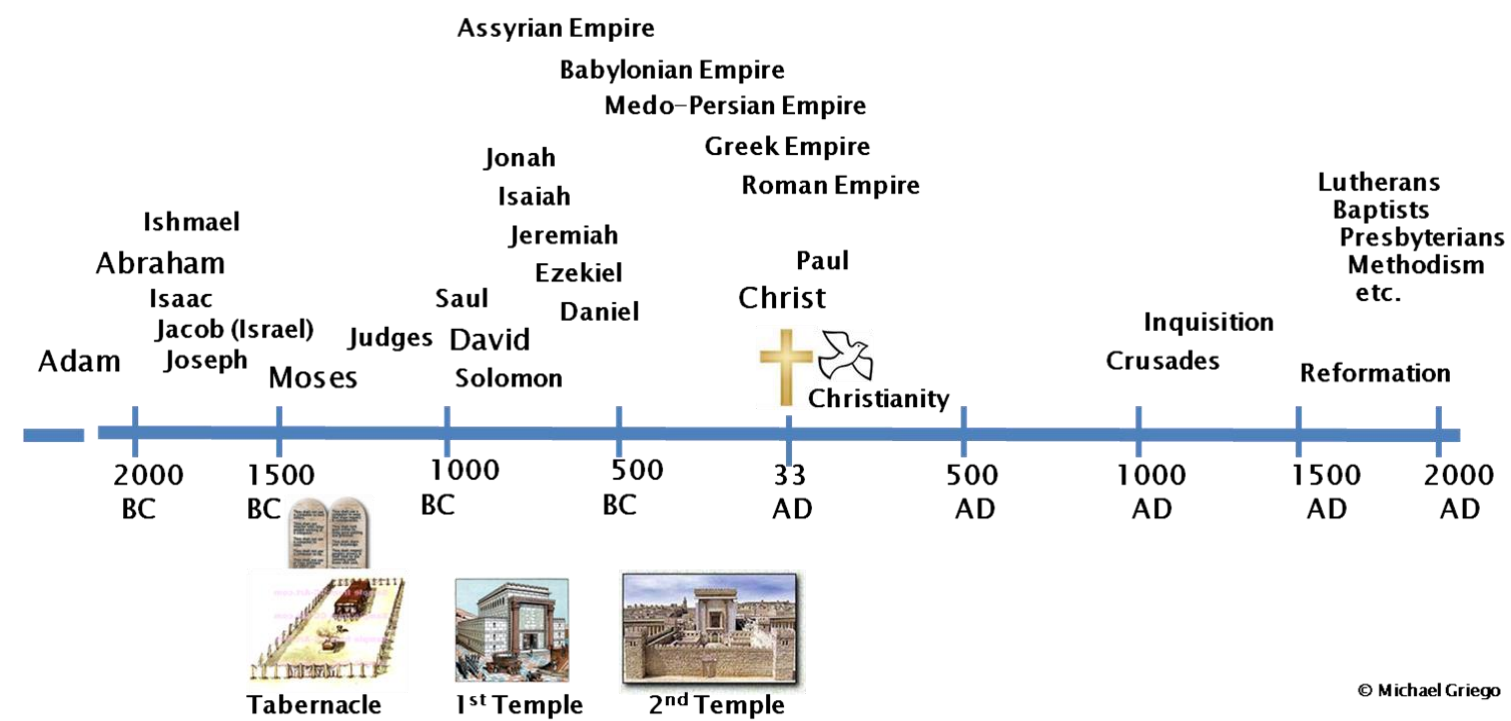 Assyrian Empire
Babylonian Empire
Medo-Persian Empire
Greek Empire
Roman Empire
Jonah
Isaiah
Jeremiah
Ezekiel
Daniel
Ishmael
Abraham
Isaac
Jacob (Israel)
Joseph
Adam
Moses
Judges
Saul
David
Solomon
Paul
Christ
Christianity
Inquisition
Crusades
Lutherans
Baptists
Presbyterians
Methodism
etc.
Reformation
2000
BC
1500
BC
1000
BC
500
BC
33
AD
500
AD
1000
AD
1500
AD
2000
AD
Tabernacle
1st Temple
2nd Temple
© Michael Griego